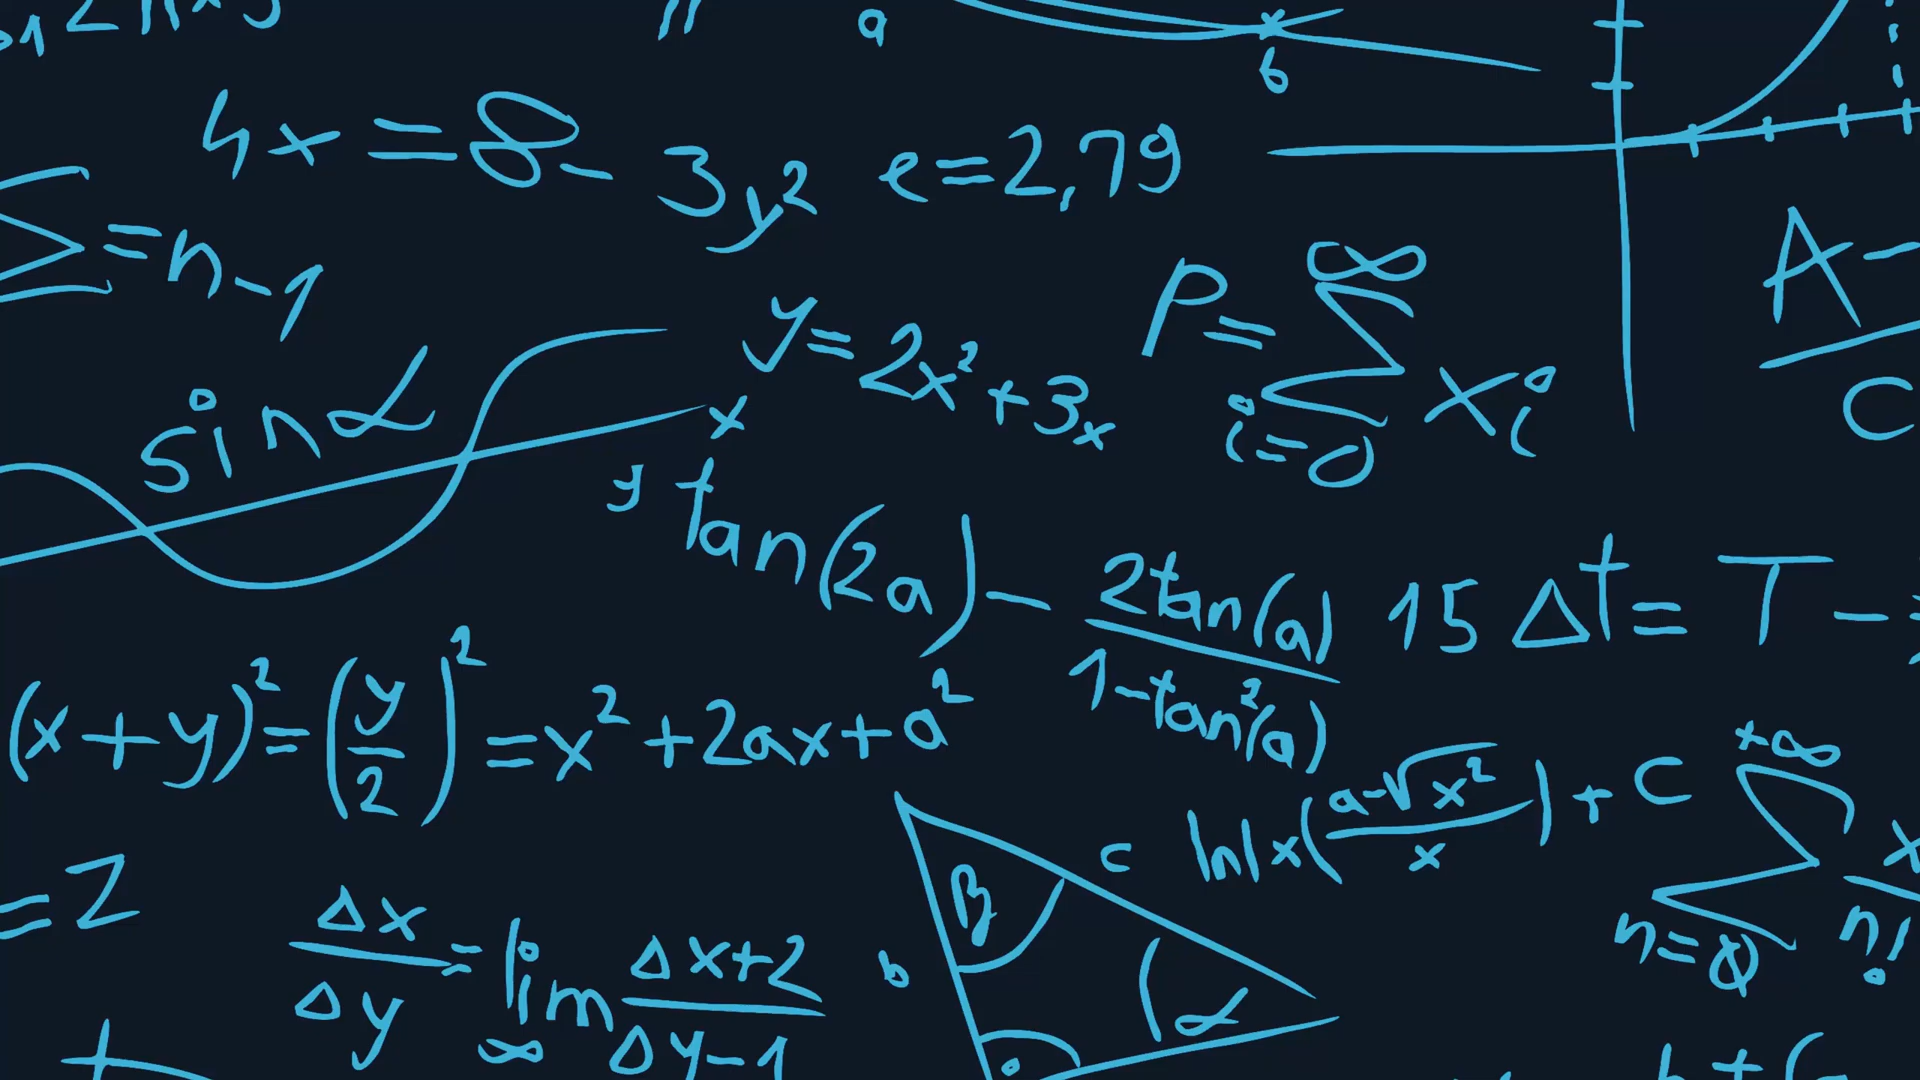 a
b
4x = 8 - 3y² e = 2,79
∑ = n - 1
y = 2x² + 3x
P = ∑ xᵢ
∞
i = 0
A -
C
sin α
x
y
tan(2a) - 2tan(a) / 1 - tan²(a)
15 Δt = T -
(x + y)² = (y/2)² = x² + 2ax + a²
ln|x(a - √x² / x) + C
+∞
∑ x / n!
n = 0
= Z
Δx / Δy = lim Δx + 2 / Δy - 1
∞
β
c
b
α